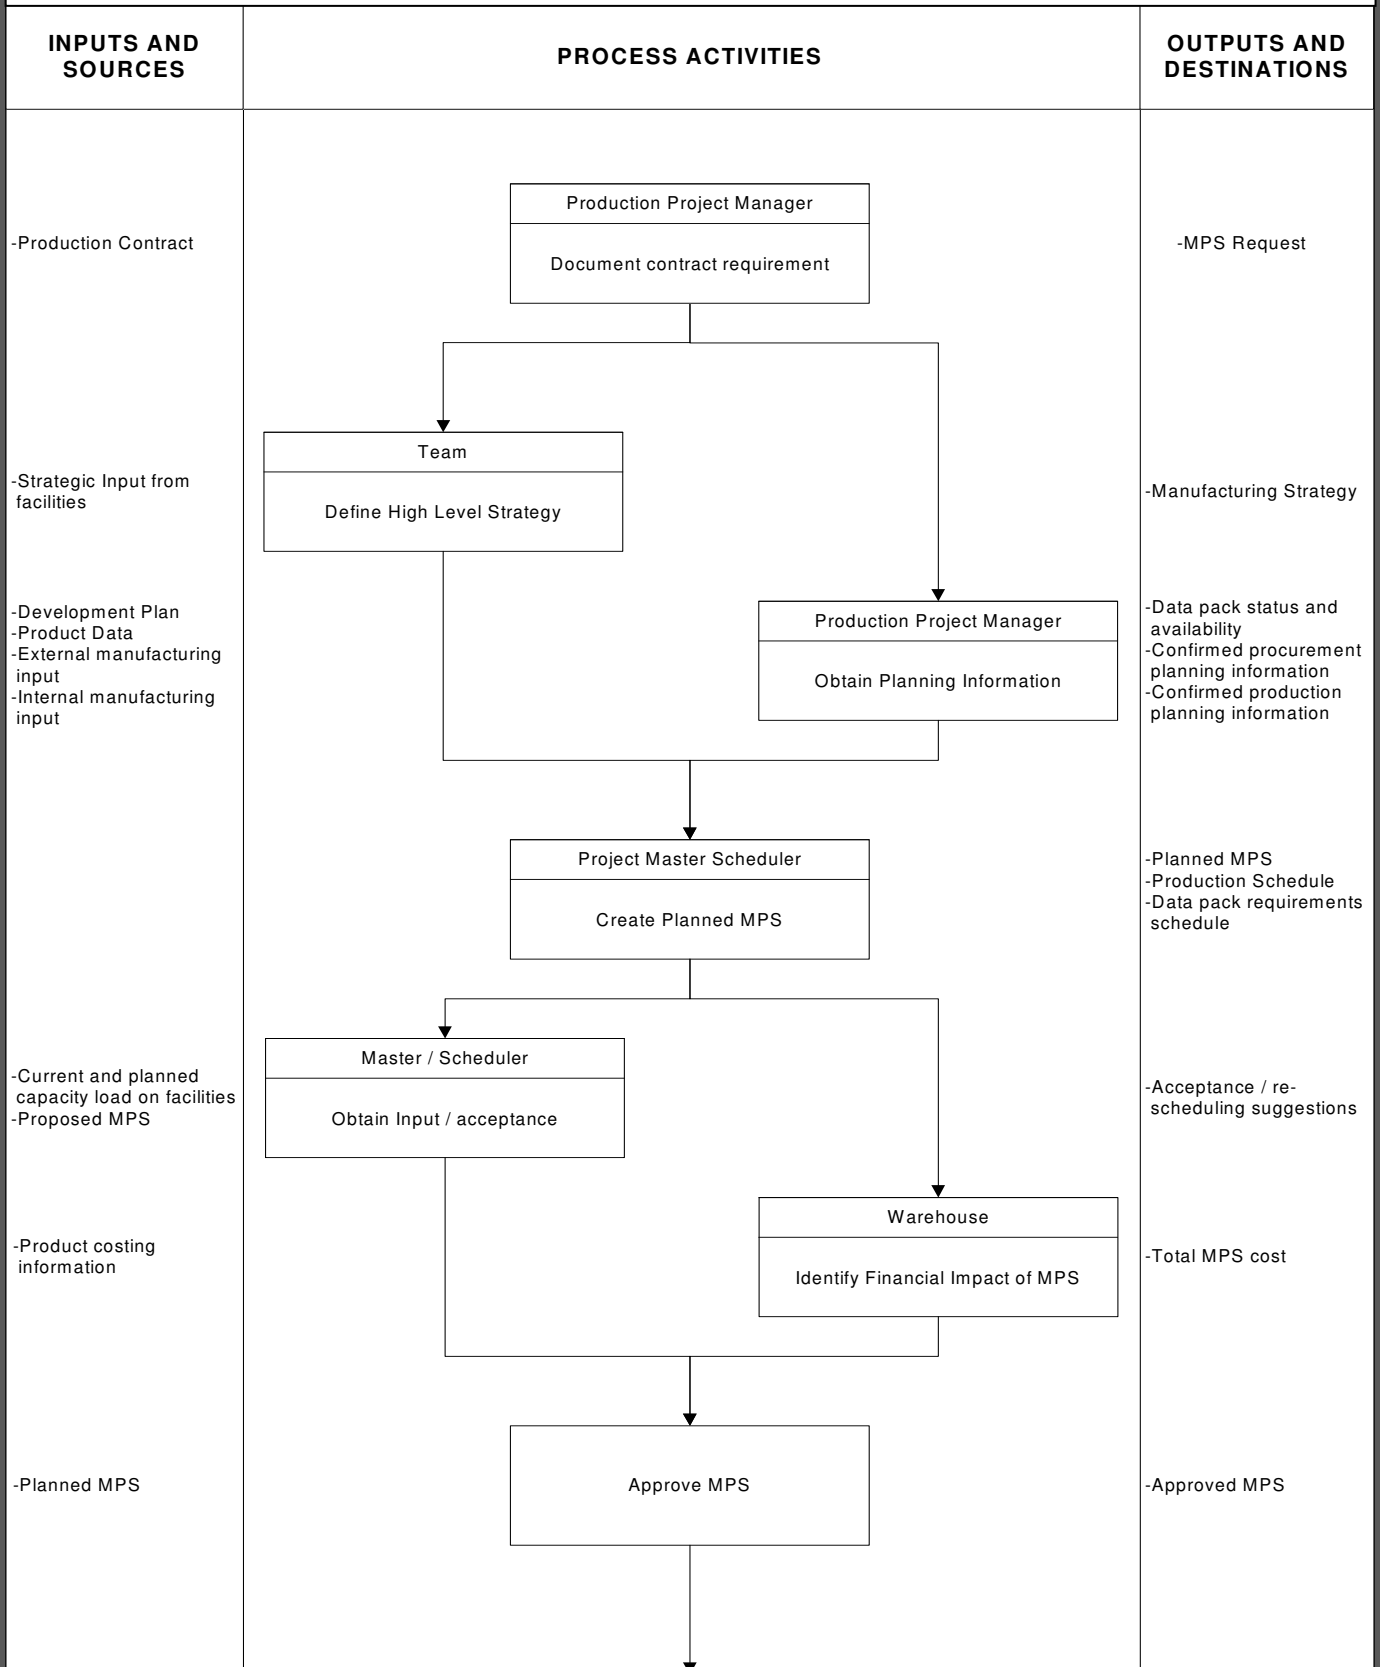 INPUTS AND
SOURCES
PROCESS ACTIVITIES
OUTPUTS AND
DESTINATIONS
-Production Contract
Production Project Manager
Document contract requirement
-MPS Request
-Strategic Input from
facilities
Team
Define High Level Strategy
-Manufacturing Strategy
-Development Plan
-Product Data
-External manufacturing
input
-Internal manufacturing
input
Production Project Manager
Obtain Planning Information
-Data pack status and
availability
-Confirmed procurement
planning information
-Confirmed production
planning information
Project Master Scheduler
Create Planned MPS
-Planned MPS
-Production Schedule
-Data pack requirements
schedule
-Current and planned
capacity load on facilities
-Proposed MPS
Master / Scheduler
Obtain Input / acceptance
-Acceptance / re-
scheduling suggestions
-Product costing
information
Warehouse
Identify Financial Impact of MPS
-Total MPS cost
-Planned MPS
Approve MPS
-Approved MPS